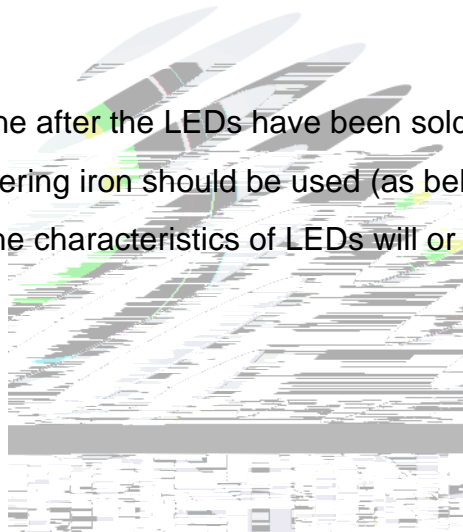 ne after the LEDs have been sold
ering iron should be used (as bel
ne characteristics of LEDs will or